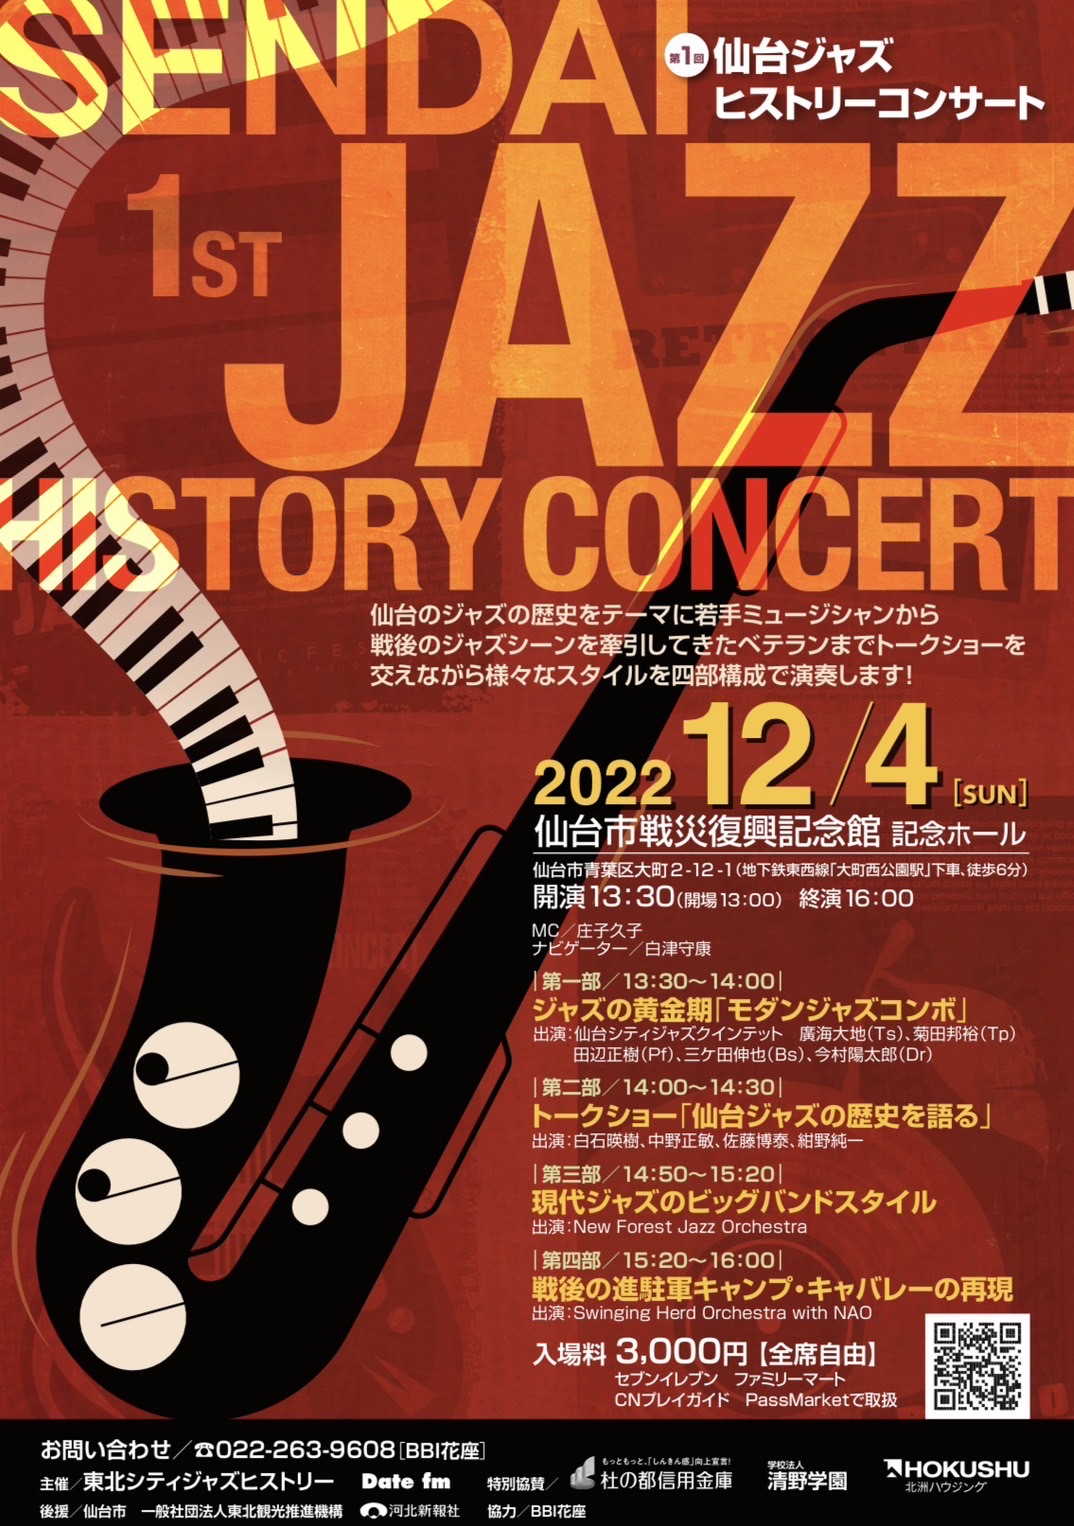 SENDAI
第1回 仙台ジャズ
ヒストリーコンサート
1ST
JAZZ
HISTORY CONCERT
仙台のジャズの歴史をテーマに若手ミュージシャンから
戦後のジャズシーンを牽引してきたベテランまでトークショーを
交えながら様々なスタイルを四部構成で演奏します!
2022 12/4 [SUN]
仙台市戦災復興記念館 記念ホール
仙台市青葉区大町2-12-1(地下鉄東西線「大町西公園駅」下車、徒歩6分)
開演13:30(開場13:00) 終演16:00
MC/庄子久子
ナビゲーター/白津守康
|第一部/13:30〜14:00|
ジャズの黄金期「モダンジャズコンボ」
出演:仙台シティジャズクインテット 廣海大地(Ts)、菊田邦裕(Tp)
田辺正樹(Pf)、三ケ田伸也(Bs)、今村陽太郎(Dr)
|第二部/14:00〜14:30|
トークショー「仙台ジャズの歴史を語る」
出演:白石暎樹、中野正敏、佐藤博泰、紺野純一
|第三部/14:50〜15:20|
現代ジャズのビッグバンドスタイル
出演:New Forest Jazz Orchestra
|第四部/15:20〜16:00|
戦後の進駐軍キャンプ・キャバレーの再現
出演:Swinging Herd Orchestra with NAO
入場料 3,000円【全席自由】
セブンイレブン ファミリーマート
CNプレイガイド PassMarketで取扱
お問い合わせ/☎022-263-9608[BBI花座]
主催/東北シティジャズヒストリー Date fm 特別協賛/ もっともっと、「しんきん感」向上宣言! 杜の都信用金庫 学校法人 清野学園 HOKUSHU 北洲ハウジング
後援/仙台市 一般社団法人東北観光推進機構 河北新報社 協力/BBI花座